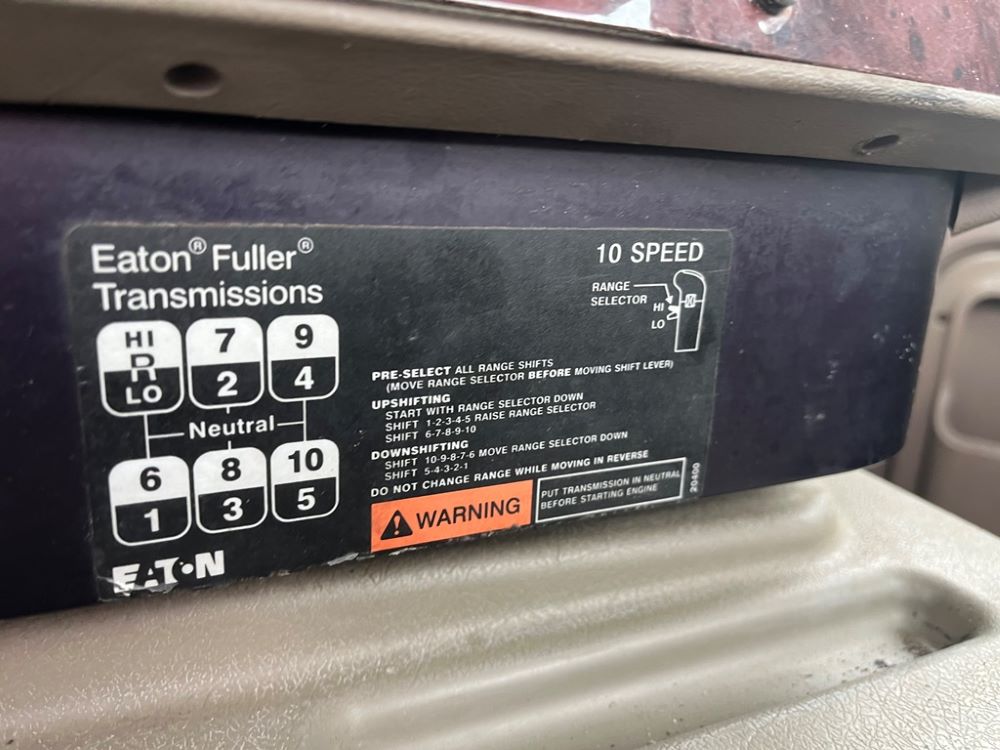 Eaton® Fuller® 10 SPEED
Transmissions
RANGE
SELECTOR
HI
LO
HI 7 9
R
LO 2 4
Neutral
6 8 10
1 3 5
PRE-SELECT ALL RANGE SHIFTS
(MOVE RANGE SELECTOR BEFORE MOVING SHIFT LEVER)
UPSHIFTING
START WITH RANGE SELECTOR DOWN
SHIFT 1-2-3-4-5 RAISE RANGE SELECTOR
SHIFT 6-7-8-9-10
DOWNSHIFTING
SHIFT 10-9-8-7-6 MOVE RANGE SELECTOR DOWN
SHIFT 5-4-3-2-1
DO NOT CHANGE RANGE WHILE MOVING IN REVERSE
WARNING
PUT TRANSMISSION IN NEUTRAL
BEFORE STARTING ENGINE
20400
EATON